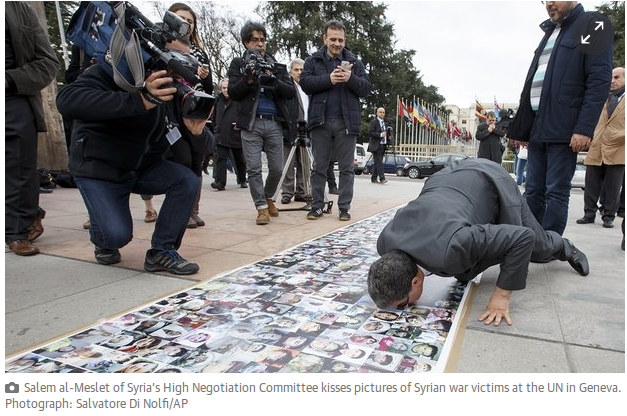 Salem al-Meslet of Syria's High Negotiation Committee kisses pictures of Syrian war victims at the UN in Geneva.
Photograph: Salvatore Di Nolfi/AP